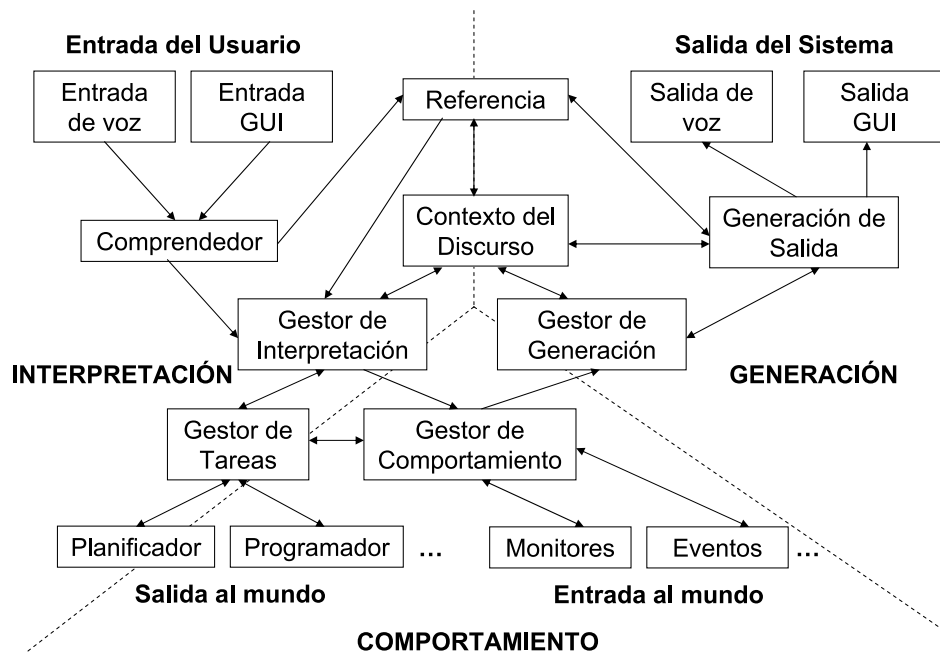 Entrada del Usuario
Salida del Sistema
Entrada
de voz
Entrada
GUI
Referencia
Salida de
voz
Salida
GUI
Comprendedor
Contexto del
Discurso
Generación de
Salida
Gestor de
Interpretación
Gestor de
Generación
INTERPRETACIÓN
GENERACIÓN
Gestor de
Tareas
Gestor de
Comportamiento
Planificador
Programador
...
Monitores
Eventos
...
Salida al mundo
Entrada al mundo
COMPORTAMIENTO